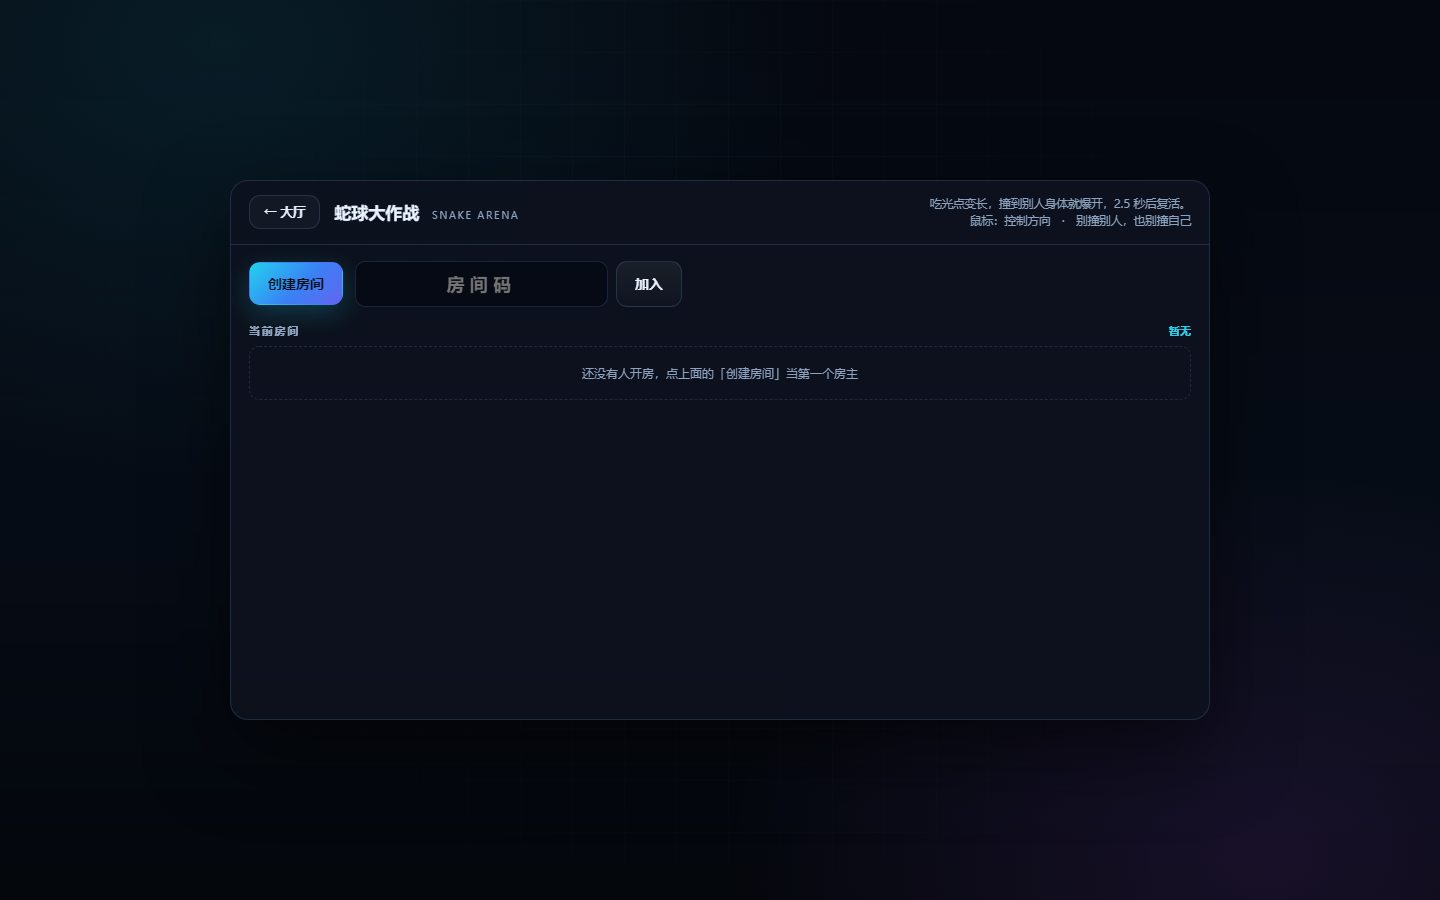 ← 大厅
蛇球大作战 SNAKE ARENA
吃光点变长，撞到别人身体就爆开，2.5 秒后复活。
鼠标：控制方向 · 别撞别人，也别撞自己
创建房间
房间码
加入
当前房间
暂无
还没有人开房，点上面的「创建房间」当第一个房主